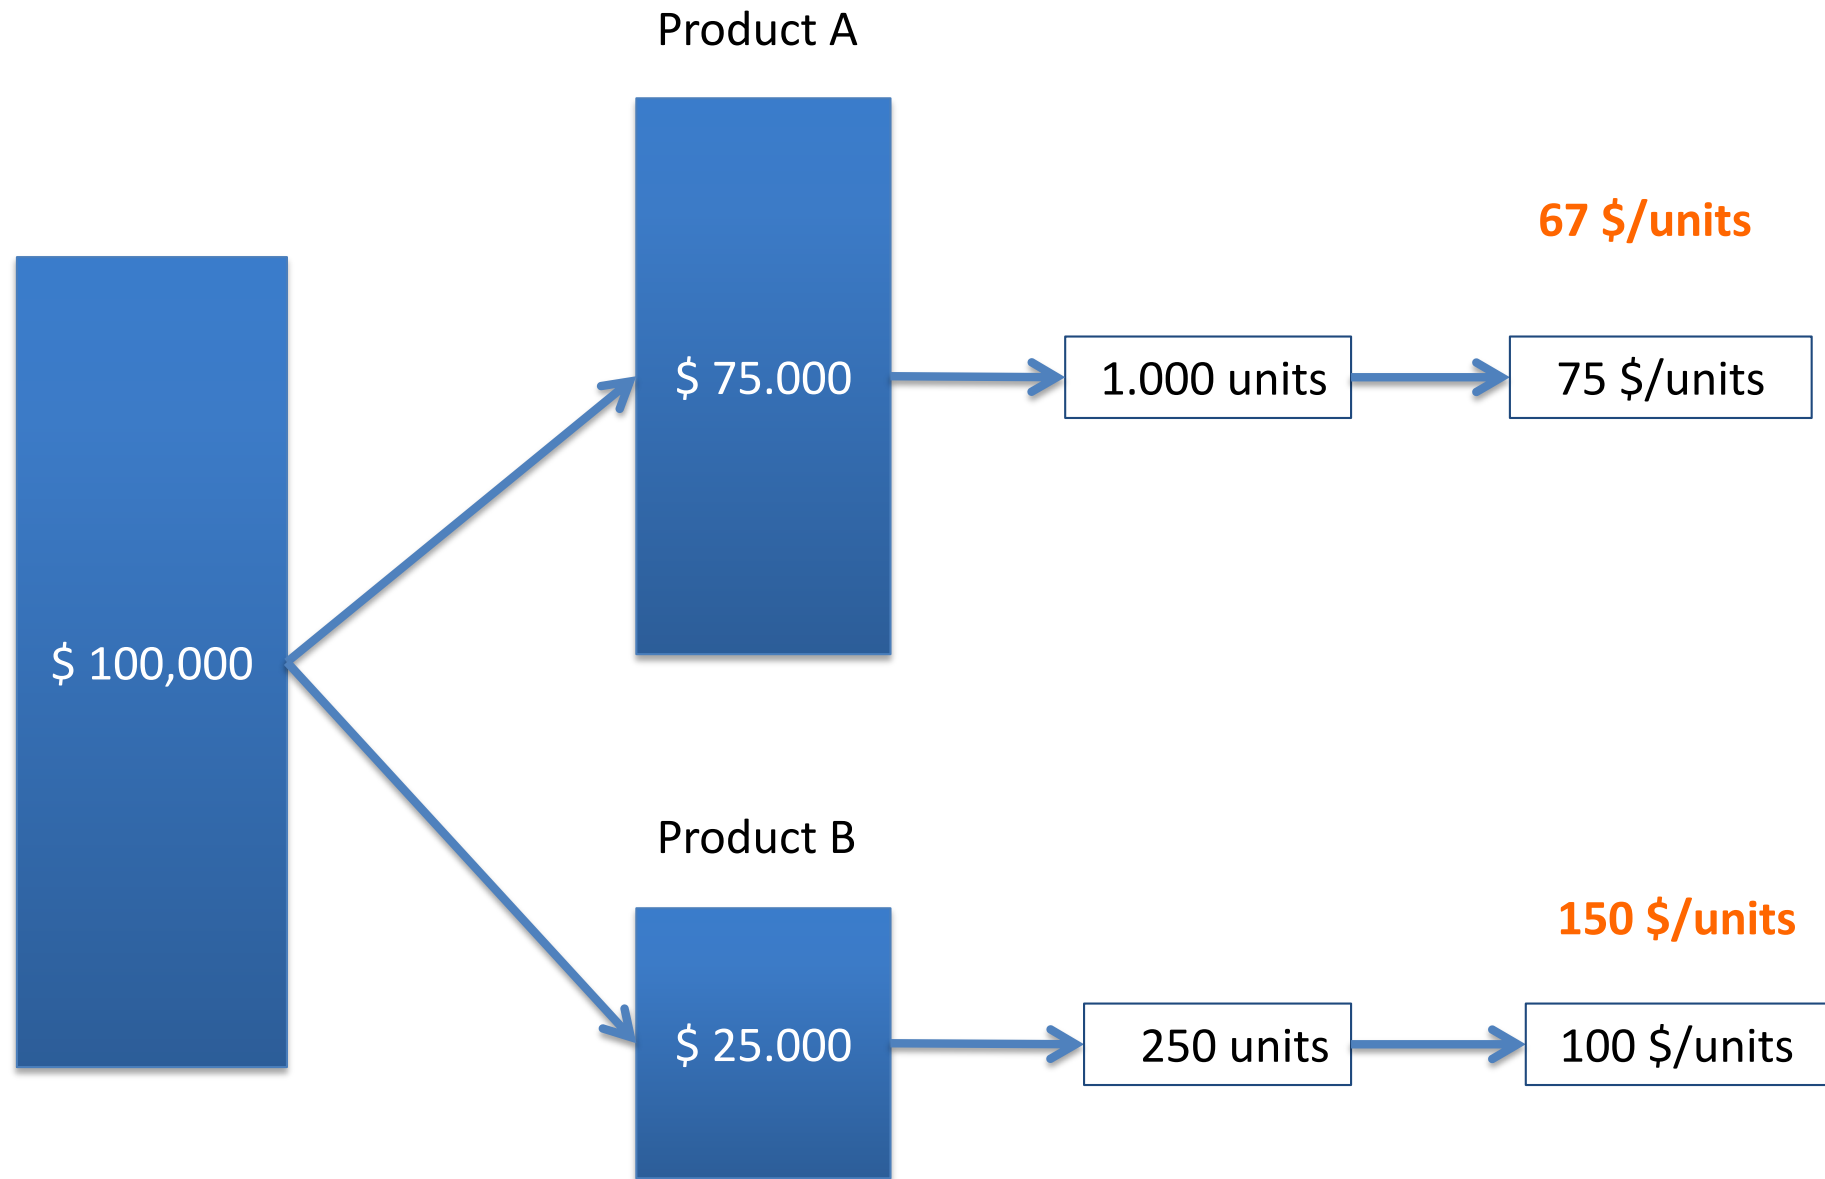 Product A
67 $/units
$ 75.000
1.000 units
75 $/units
$ 100,000
Product B
150 $/units
$ 25.000
250 units
100 $/units